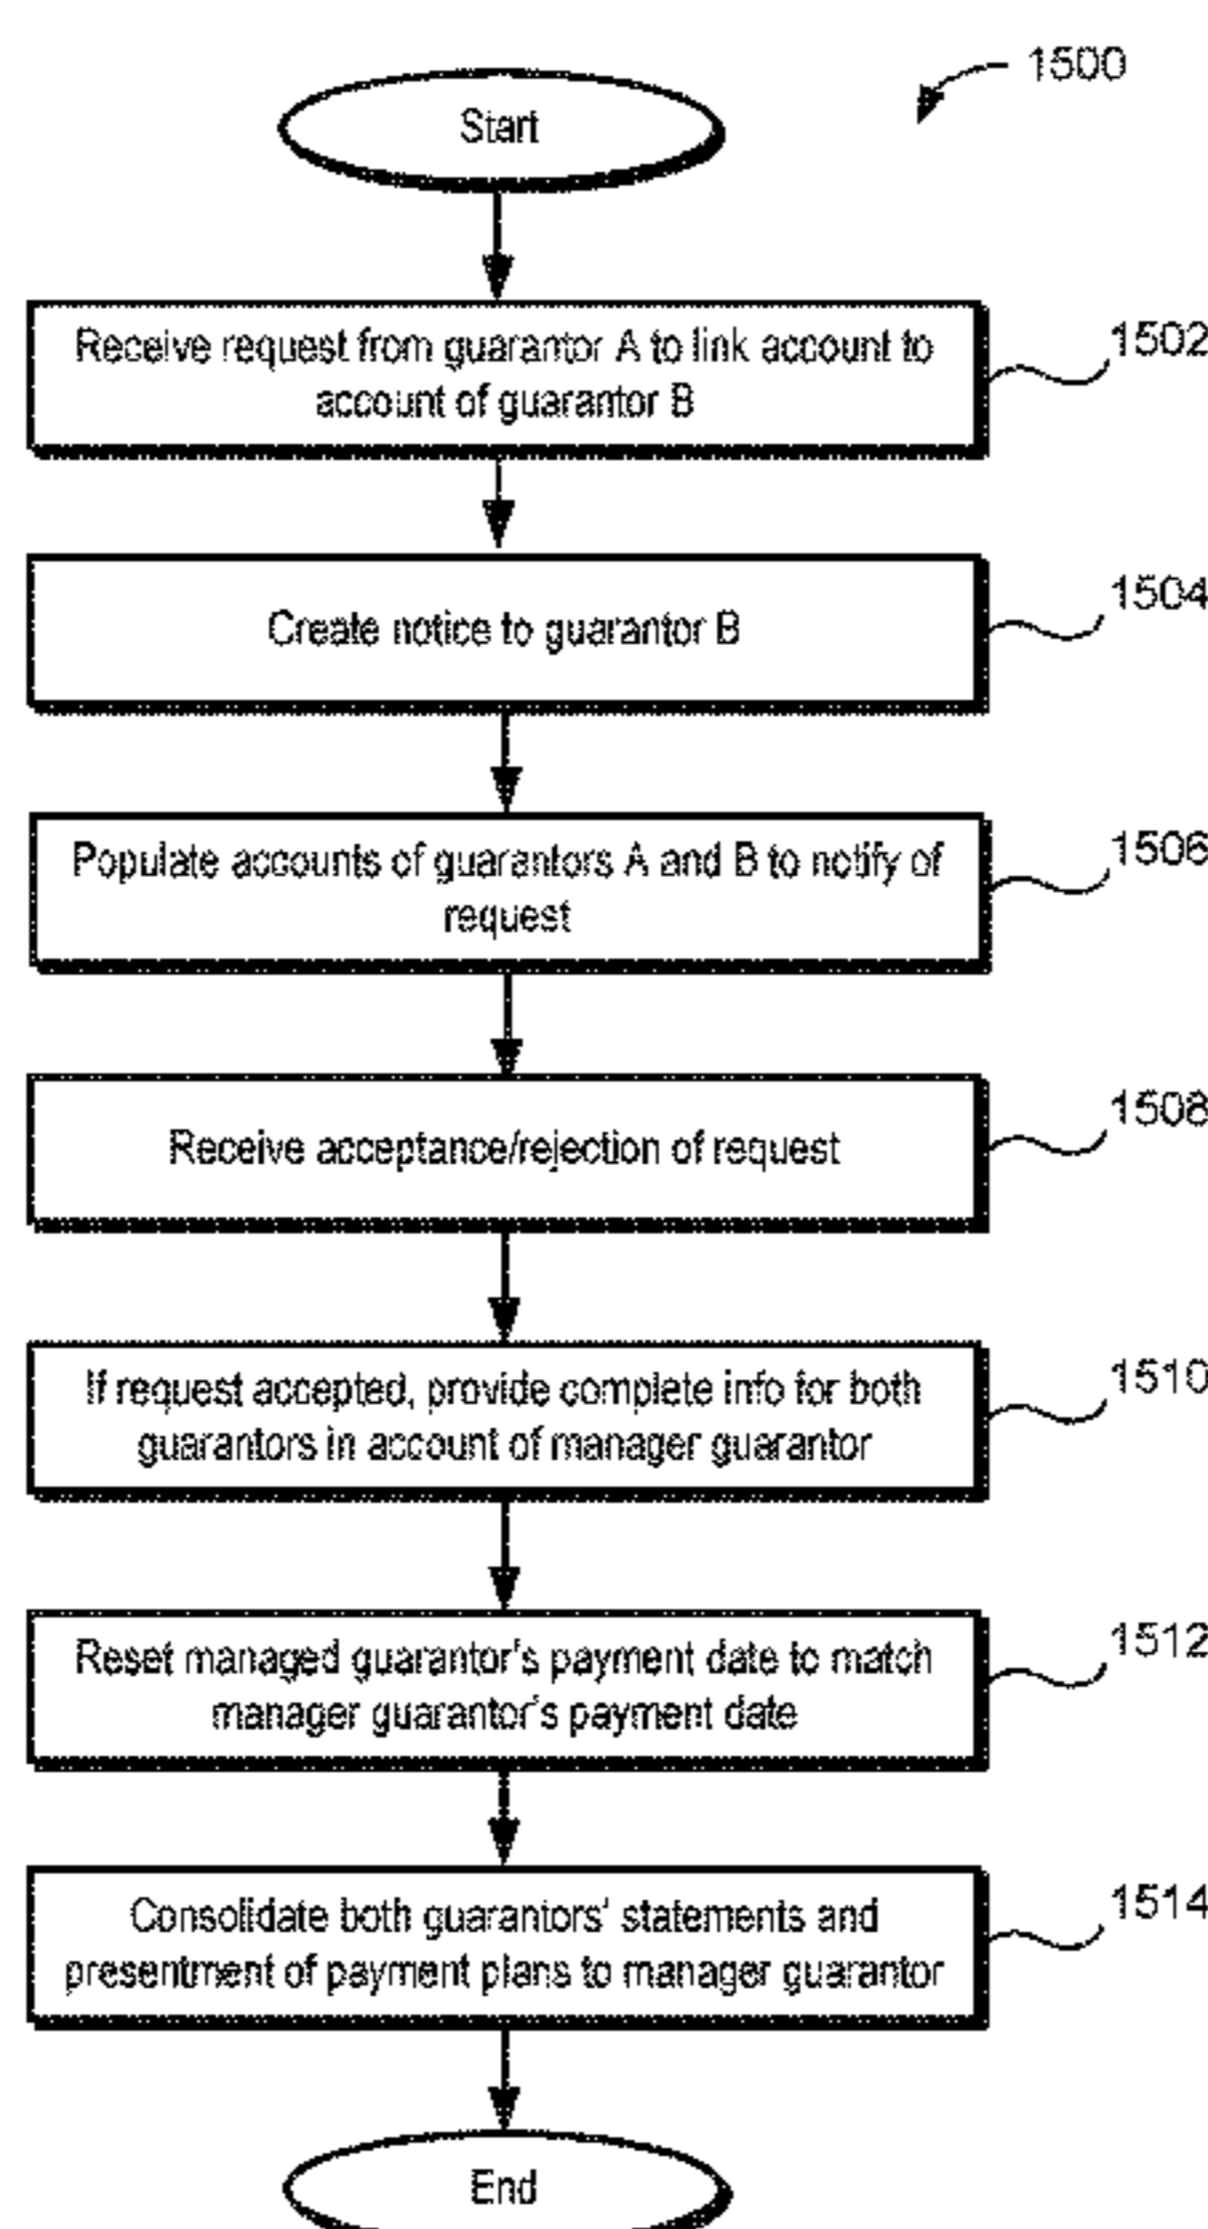 1500
Start
Receive request from guarantor A to link account to
account of guarantor B
1502
Create notice to guarantor B
1504
Populate accounts of guarantors A and B to notify of
request
1506
Receive acceptance/rejection of request
1508
If request accepted, provide complete info for both
guarantors in account of manager guarantor
1510
Reset managed guarantor's payment date to match
manager guarantor's payment date
1512
Consolidate both guarantors' statements and
presentment of payment plans to manager guarantor
1514
End